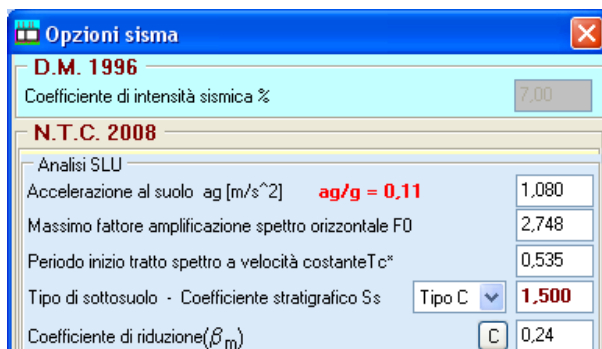 Opzioni sisma
D.M. 1996
Coefficiente di intensità sismica % 7,00
N.T.C. 2008
Analisi SLU
Accelerazione al suolo ag [m/s^2] ag/g = 0,11 1,080
Massimo fattore amplificazione spettro orizzontale F0 2,748
Periodo inizio tratto spettro a velocità costanteTc* 0,535
Tipo di sottosuolo - Coefficiente stratigrafico Ss Tipo C 1,500
Coefficiente di riduzione(βm) C 0,24